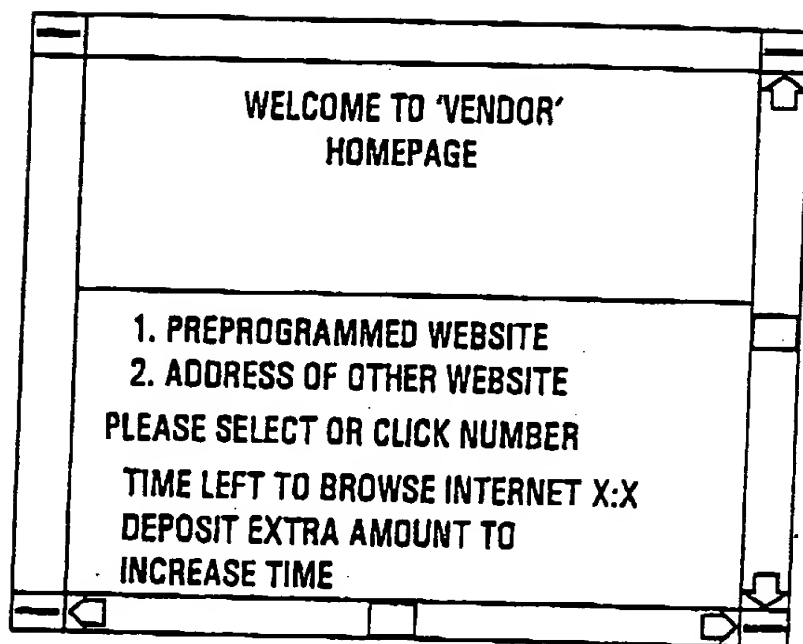 WELCOME TO 'VENDOR'
HOMEPAGE
1. PREPROGRAMMED WEBSITE
2. ADDRESS OF OTHER WEBSITE
PLEASE SELECT OR CLICK NUMBER
TIME LEFT TO BROWSE INTERNET X:X
DEPOSIT EXTRA AMOUNT TO
INCREASE TIME